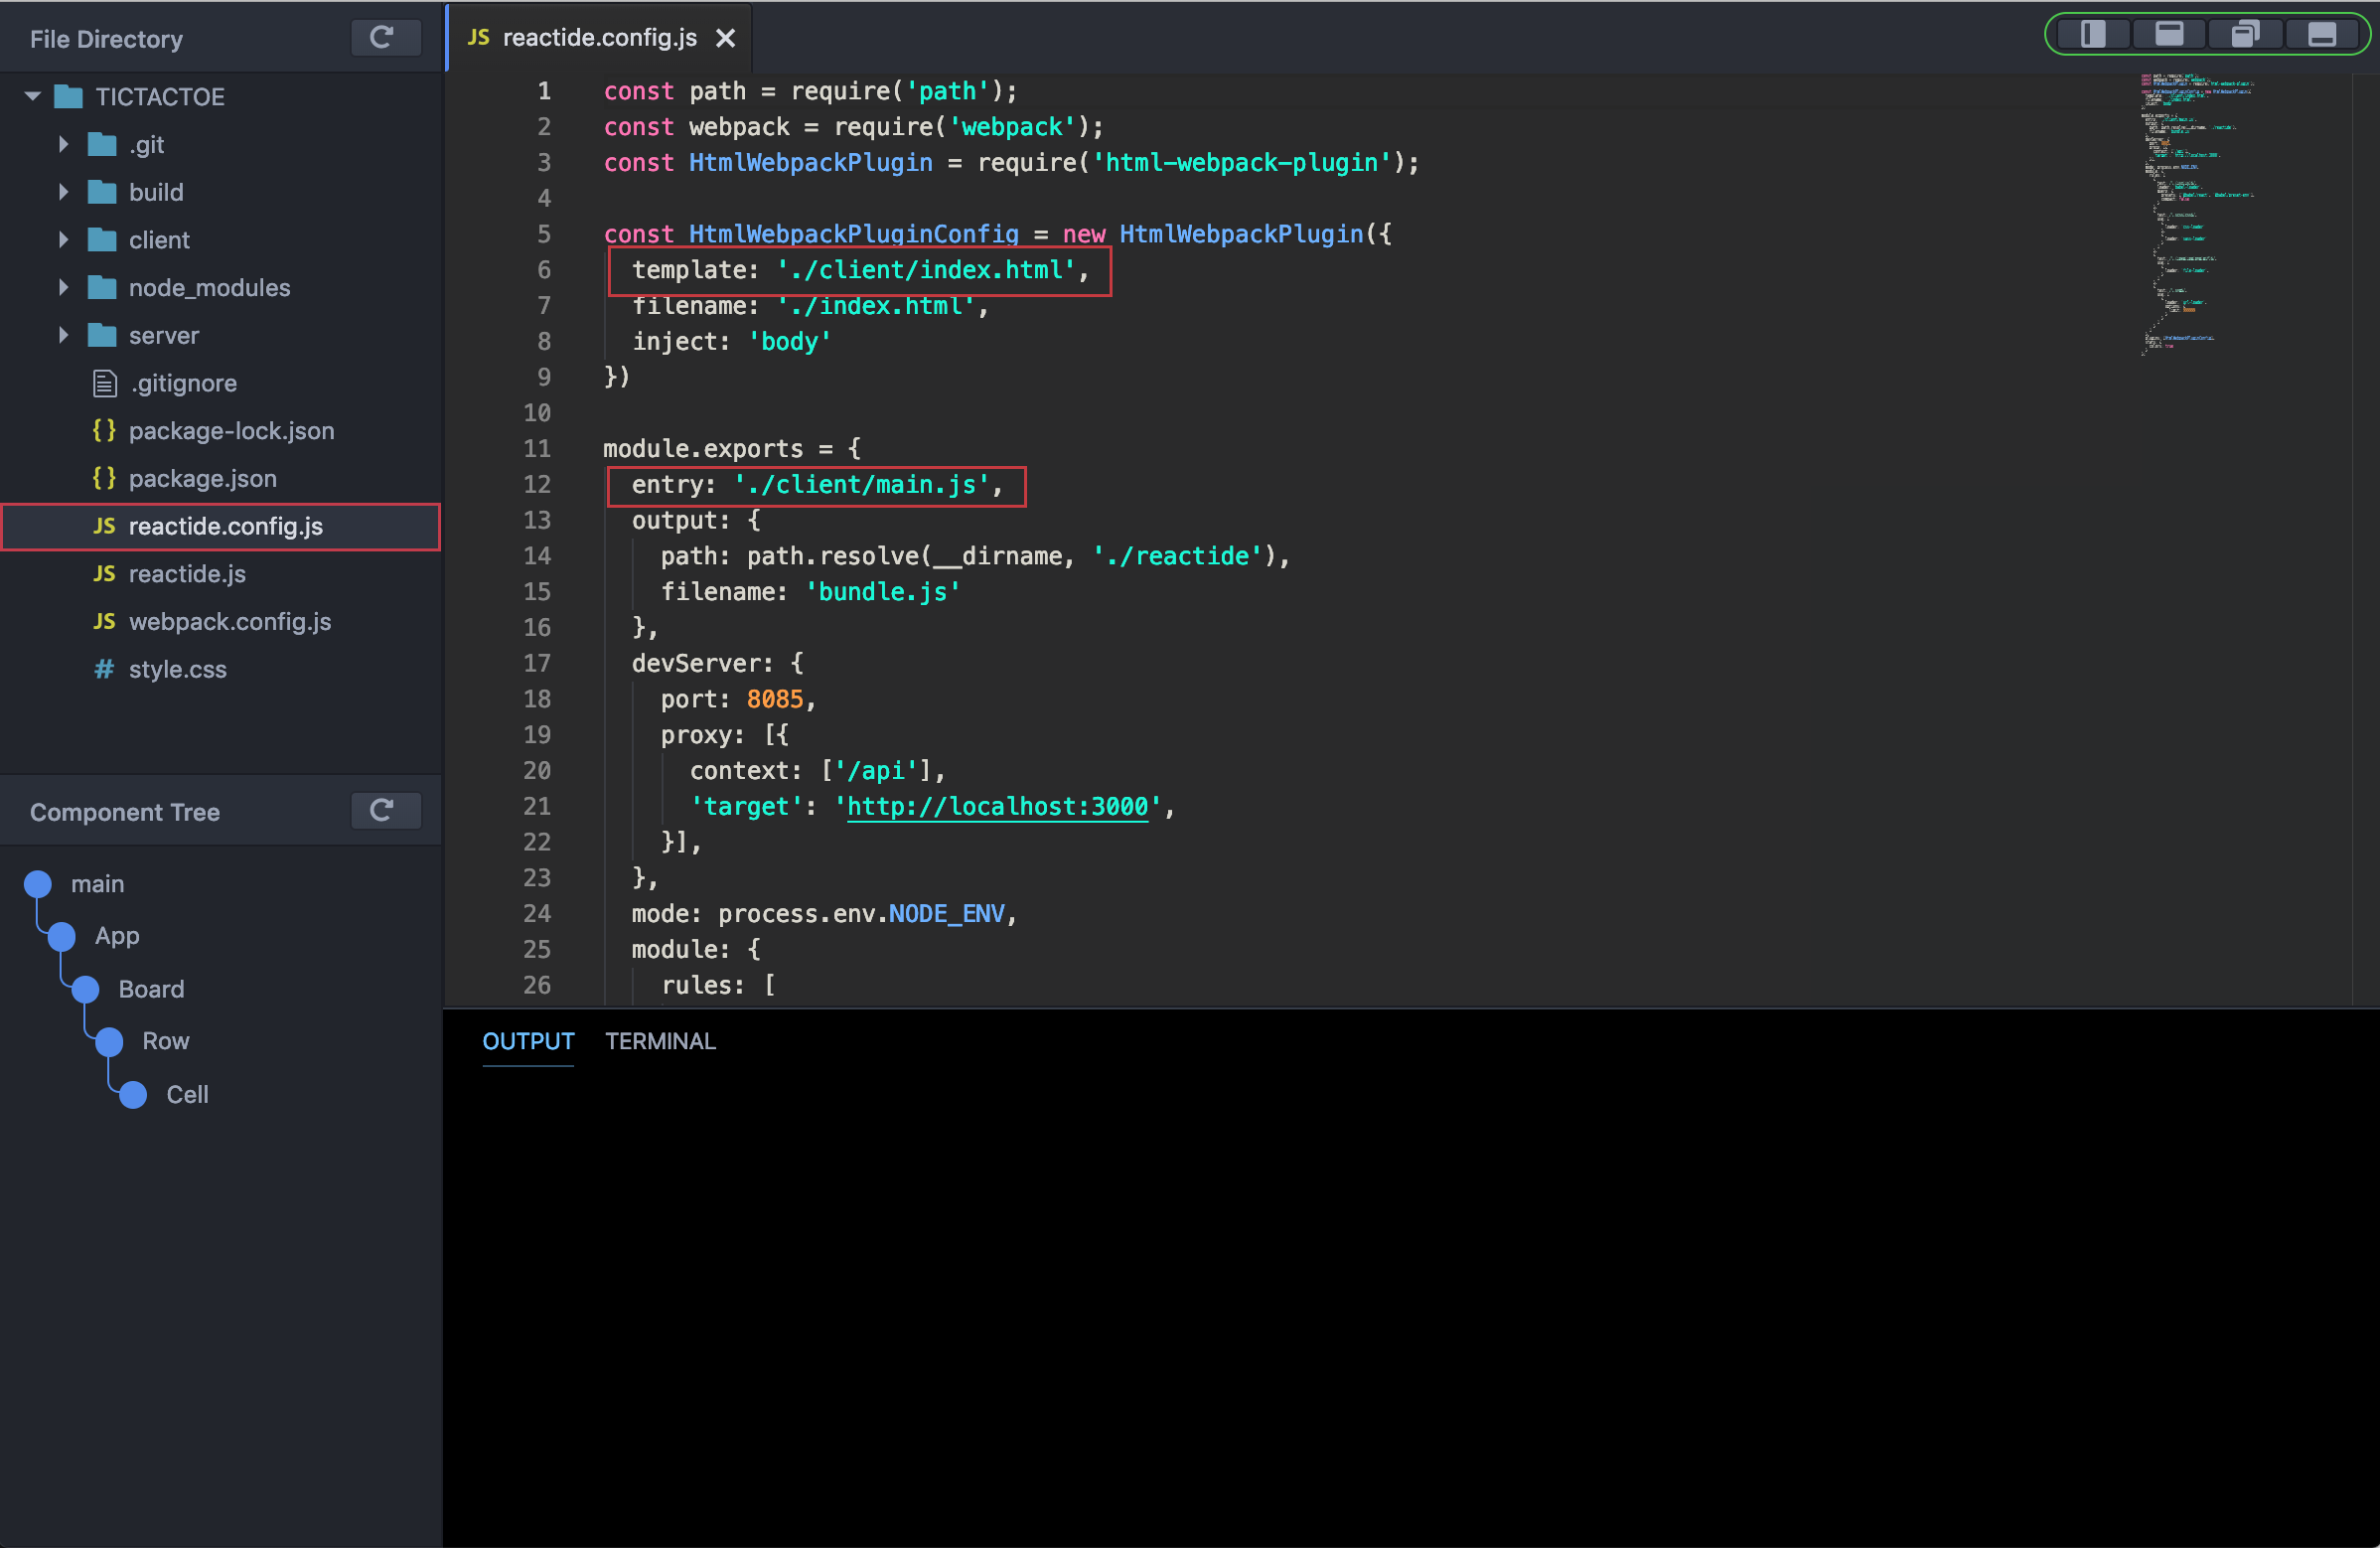 File Directory
TICTACTOE
.git
build
client
node_modules
server
.gitignore
{} package-lock.json
{} package.json
JS reactide.config.js
JS reactide.js
JS webpack.config.js
# style.css
Component Tree
main
App
Board
Row
Cell
JS reactide.config.js
1 const path = require('path');
2 const webpack = require('webpack');
3 const HtmlWebpackPlugin = require('html-webpack-plugin');
4
5 const HtmlWebpackPluginConfig = new HtmlWebpackPlugin({
6 template: './client/index.html',
7 filename: './index.html',
8 inject: 'body'
9 })
10
11 module.exports = {
12 entry: './client/main.js',
13 output: {
14 path: path.resolve(__dirname, './reactide'),
15 filename: 'bundle.js'
16 },
17 devServer: {
18 port: 8085,
19 proxy: [{
20 context: ['/api'],
21 'target': 'http://localhost:3000',
22 }],
23 },
24 mode: process.env.NODE_ENV,
25 module: {
26 rules: [
OUTPUT TERMINAL